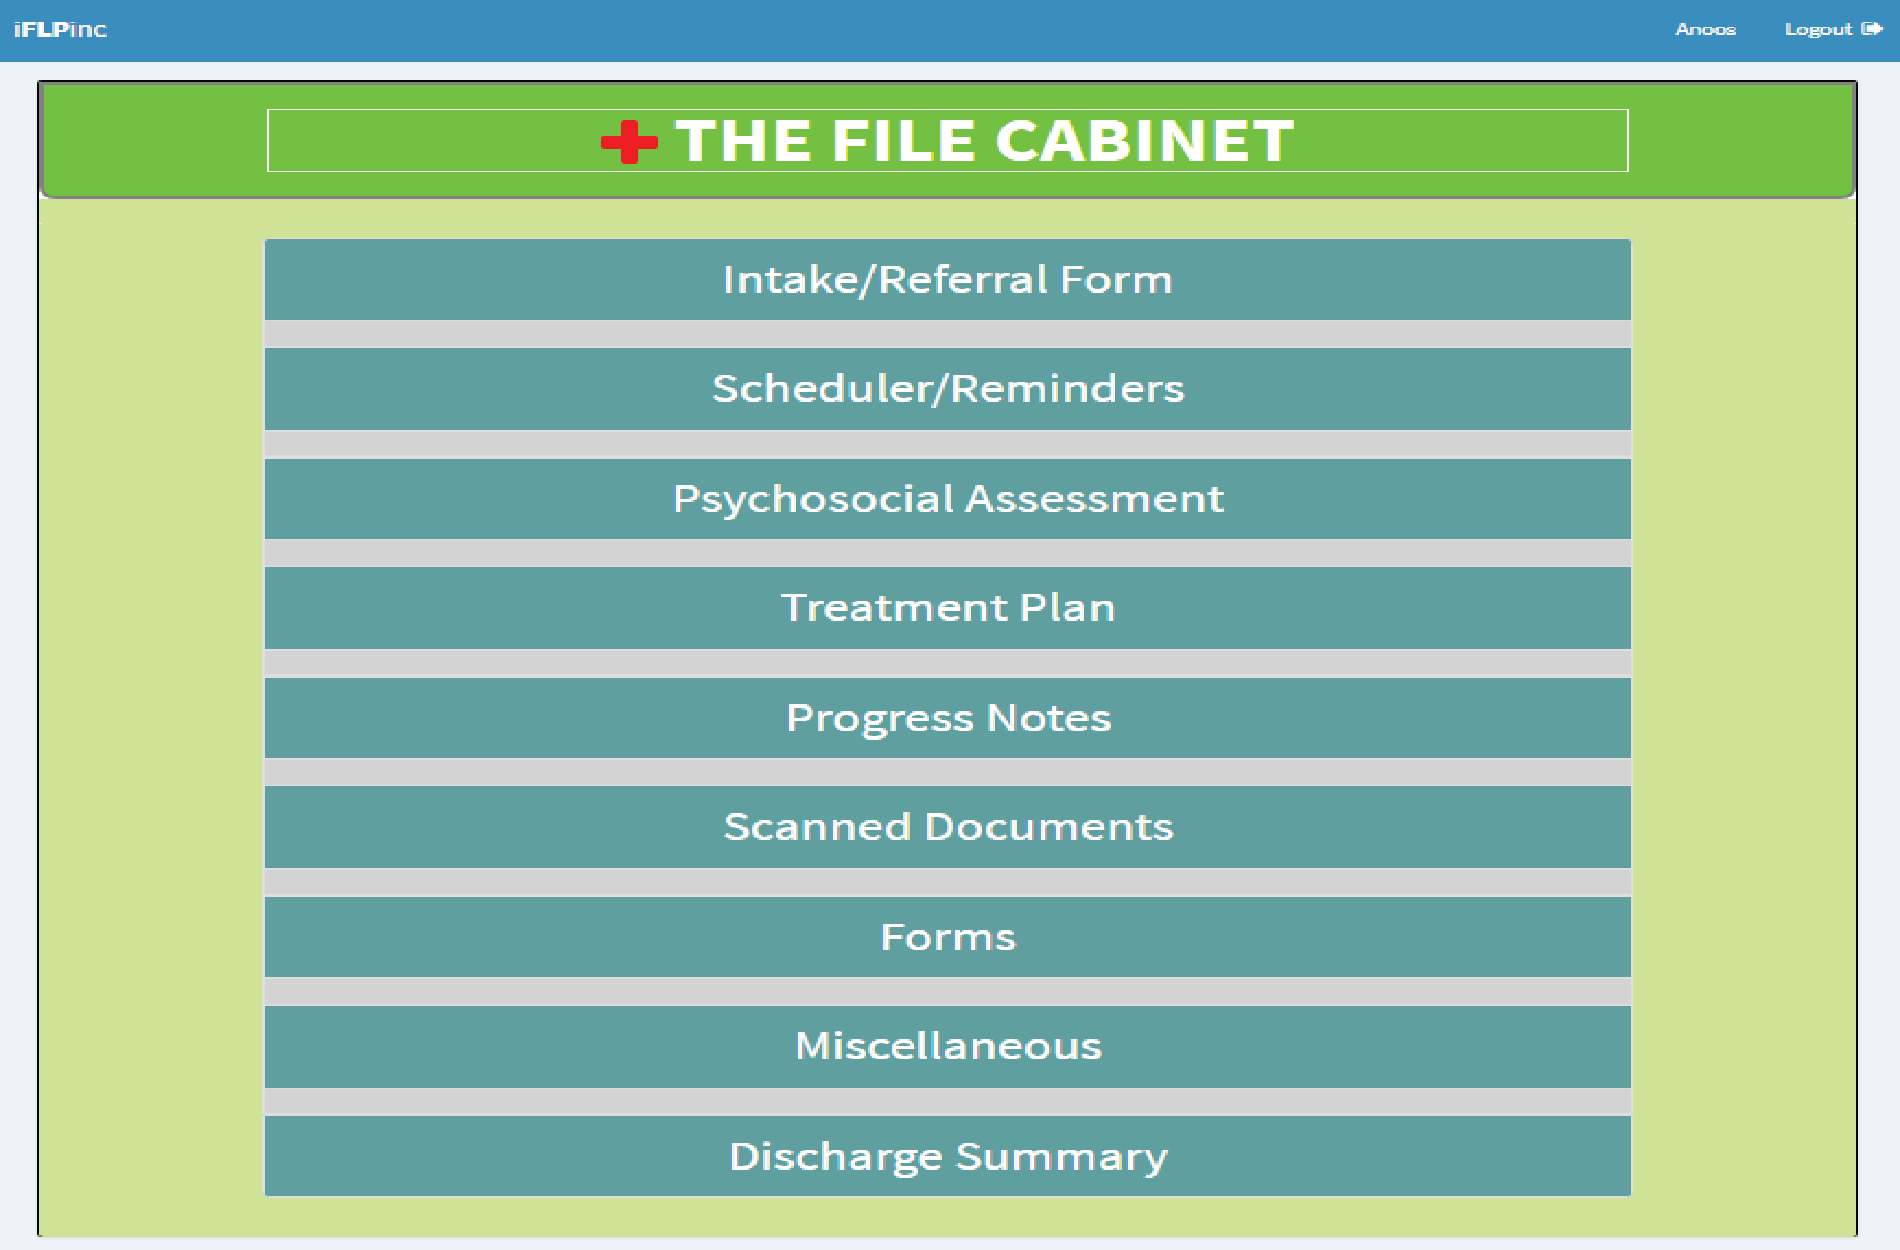 iFLPinc
Anoos
Logout
THE FILE CABINET
Intake/Referral Form
Scheduler/Reminders
Psychosocial Assessment
Treatment Plan
Progress Notes
Scanned Documents
Forms
Miscellaneous
Discharge Summary